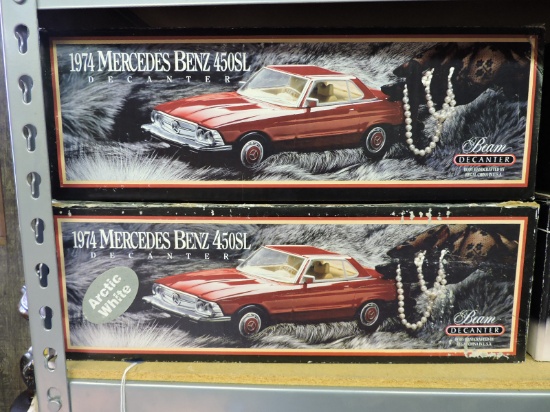 1974 MERCEDES BENZ 450SL
DECANTER
Beam
DECANTER
1974 MERCEDES BENZ 450SL
DECANTER
Arctic
White
Beam
DECANTER